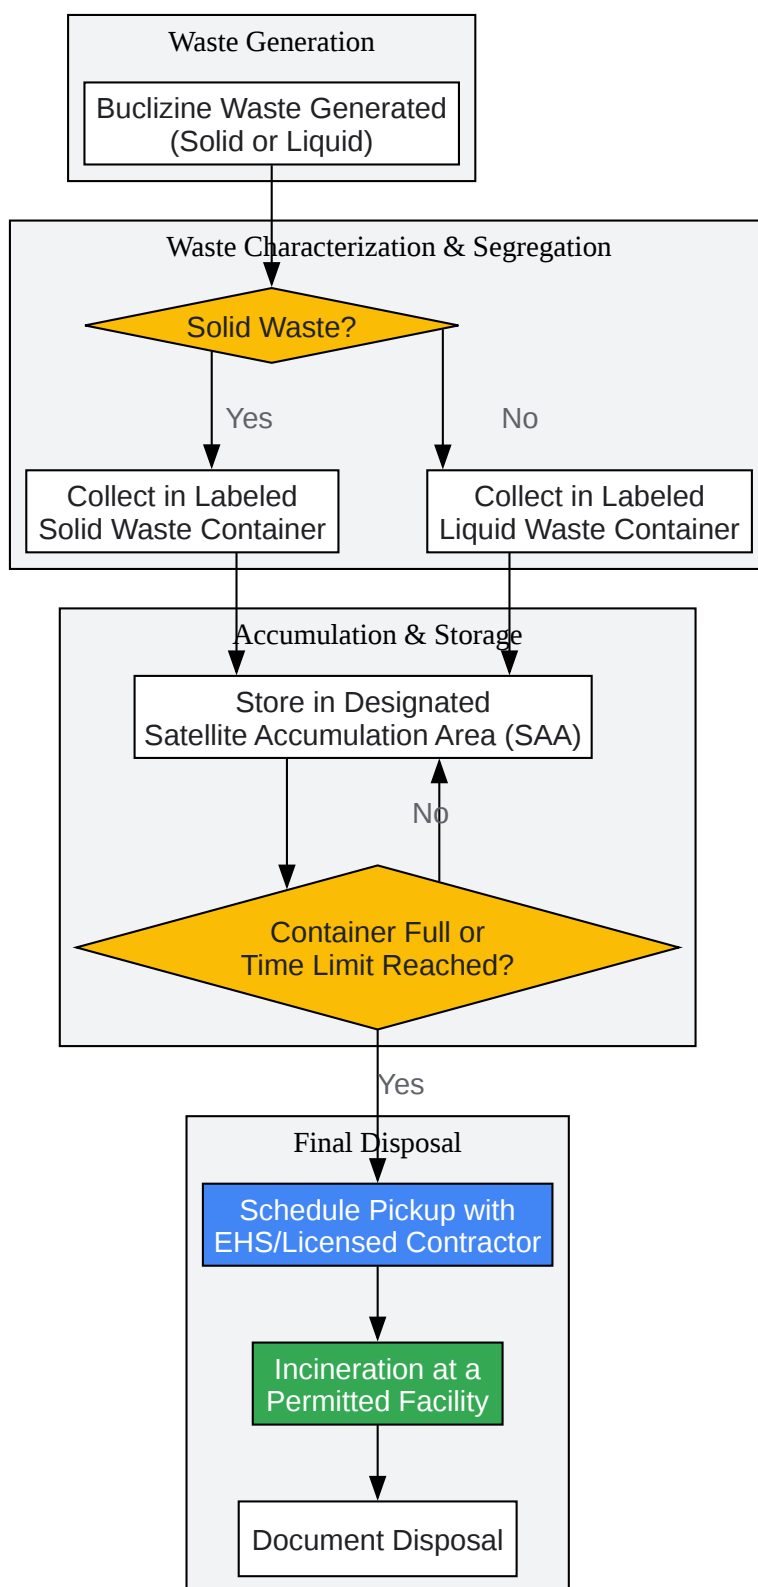 Waste Generation
Buclizine Waste Generated
(Solid or Liquid)
Waste Characterization & Segregation
Solid Waste?
Yes
No
Collect in Labeled
Solid Waste Container
Collect in Labeled
Liquid Waste Container
Accumulation & Storage
Store in Designated
Satellite Accumulation Area (SAA)
No
Container Full or
Time Limit Reached?
Yes
Final Disposal
Schedule Pickup with
EHS/Licensed Contractor
Incineration at a
Permitted Facility
Document Disposal